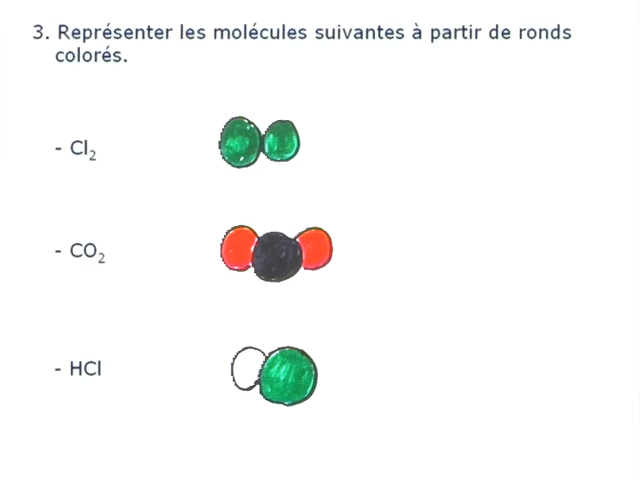 3. Représenter les molécules suivantes à partir de ronds
colorés.
- Cl₂
- CO₂
- HCl